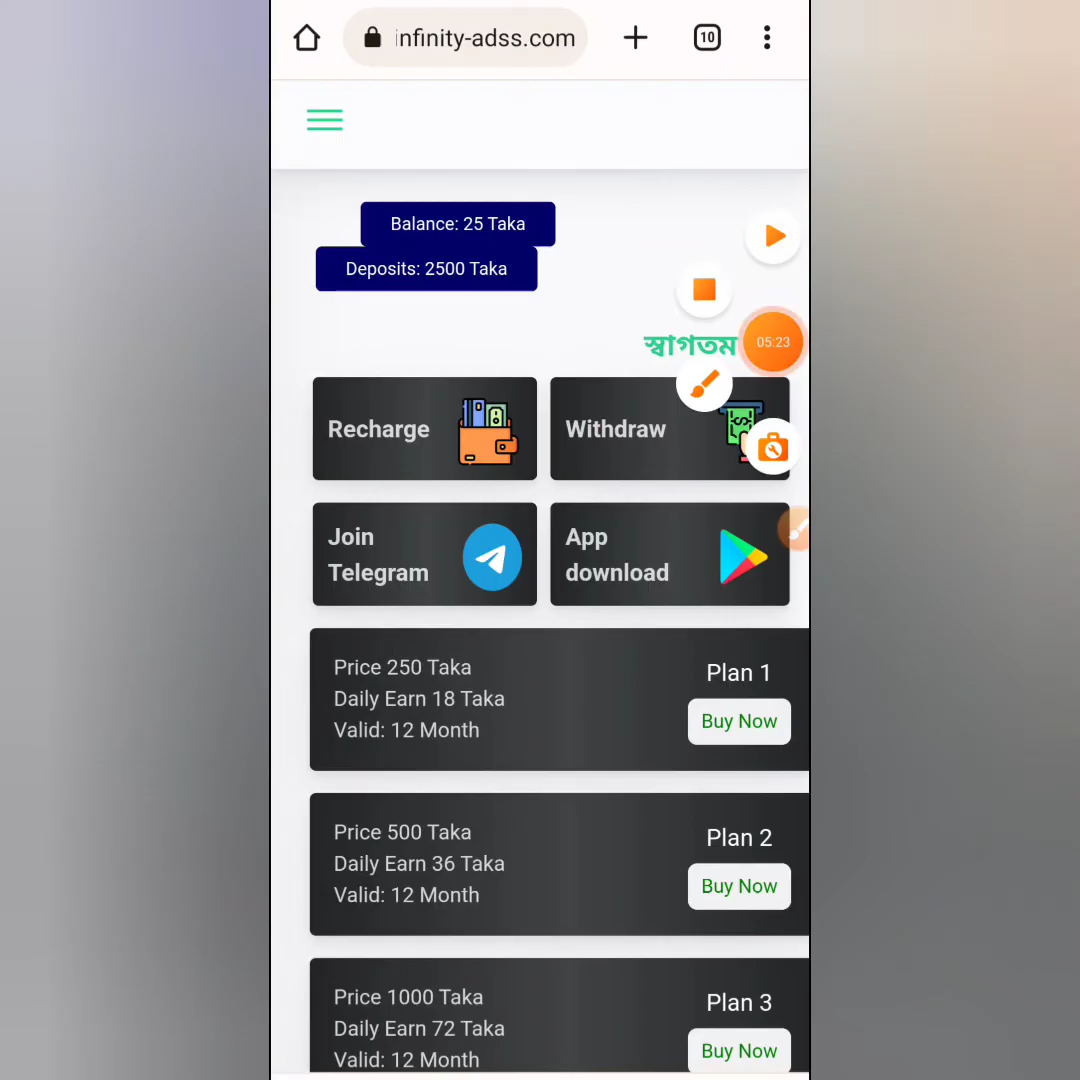 infinity-adss.com
10
Balance: 25 Taka
Deposits: 2500 Taka
স্বাগতম
05:23
Recharge
Withdraw
Join
Telegram
App
download
Price 250 Taka
Daily Earn 18 Taka
Valid: 12 Month
Plan 1
Buy Now
Price 500 Taka
Daily Earn 36 Taka
Valid: 12 Month
Plan 2
Buy Now
Price 1000 Taka
Daily Earn 72 Taka
Valid: 12 Month
Plan 3
Buy Now